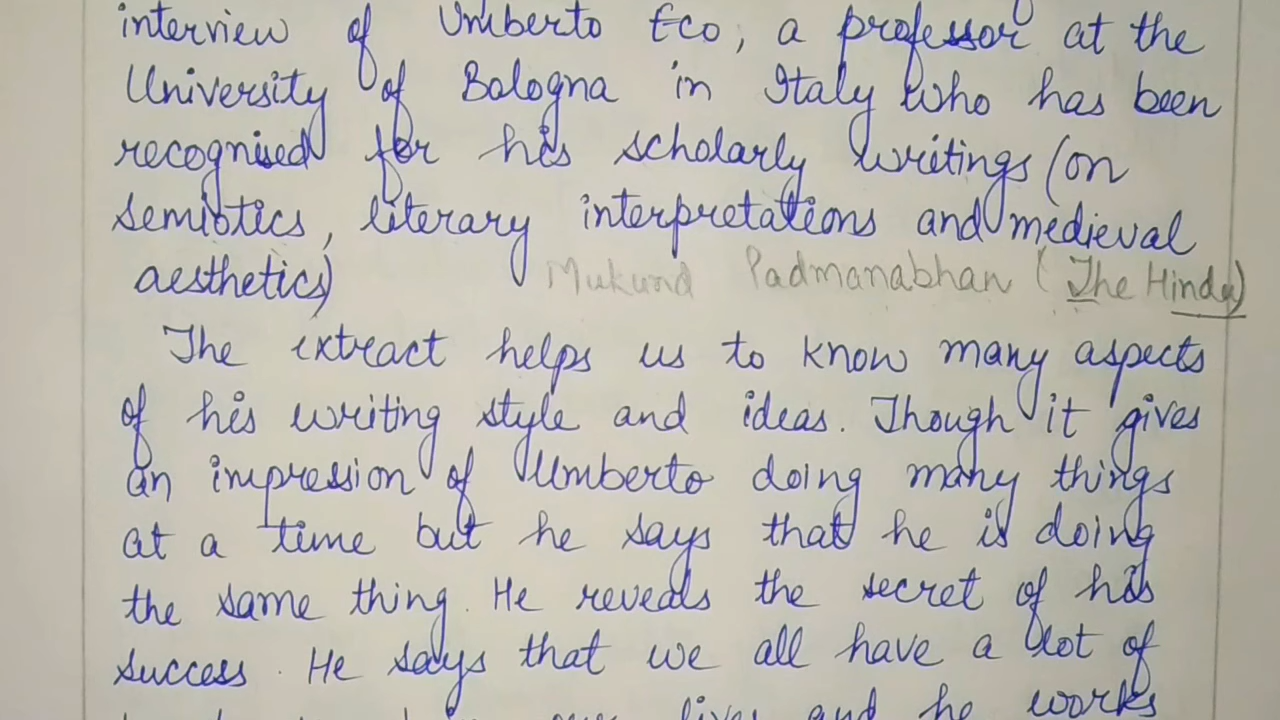 interview of Umberto Eco, a professor at the
University of Bologna in Italy who has been
recognised for his scholarly writings (on
semiotics, literary interpretations and medieval
aesthetics)
Mukund Padmanabhan (The Hindu)
The extract helps us to know many aspects
of his writing style and ideas. Though it gives
an impression of Umberto doing many things
at a time but he says that he is doing
the same thing. He reveals the secret of his
success. He says that we all have a lot of
lives and he works